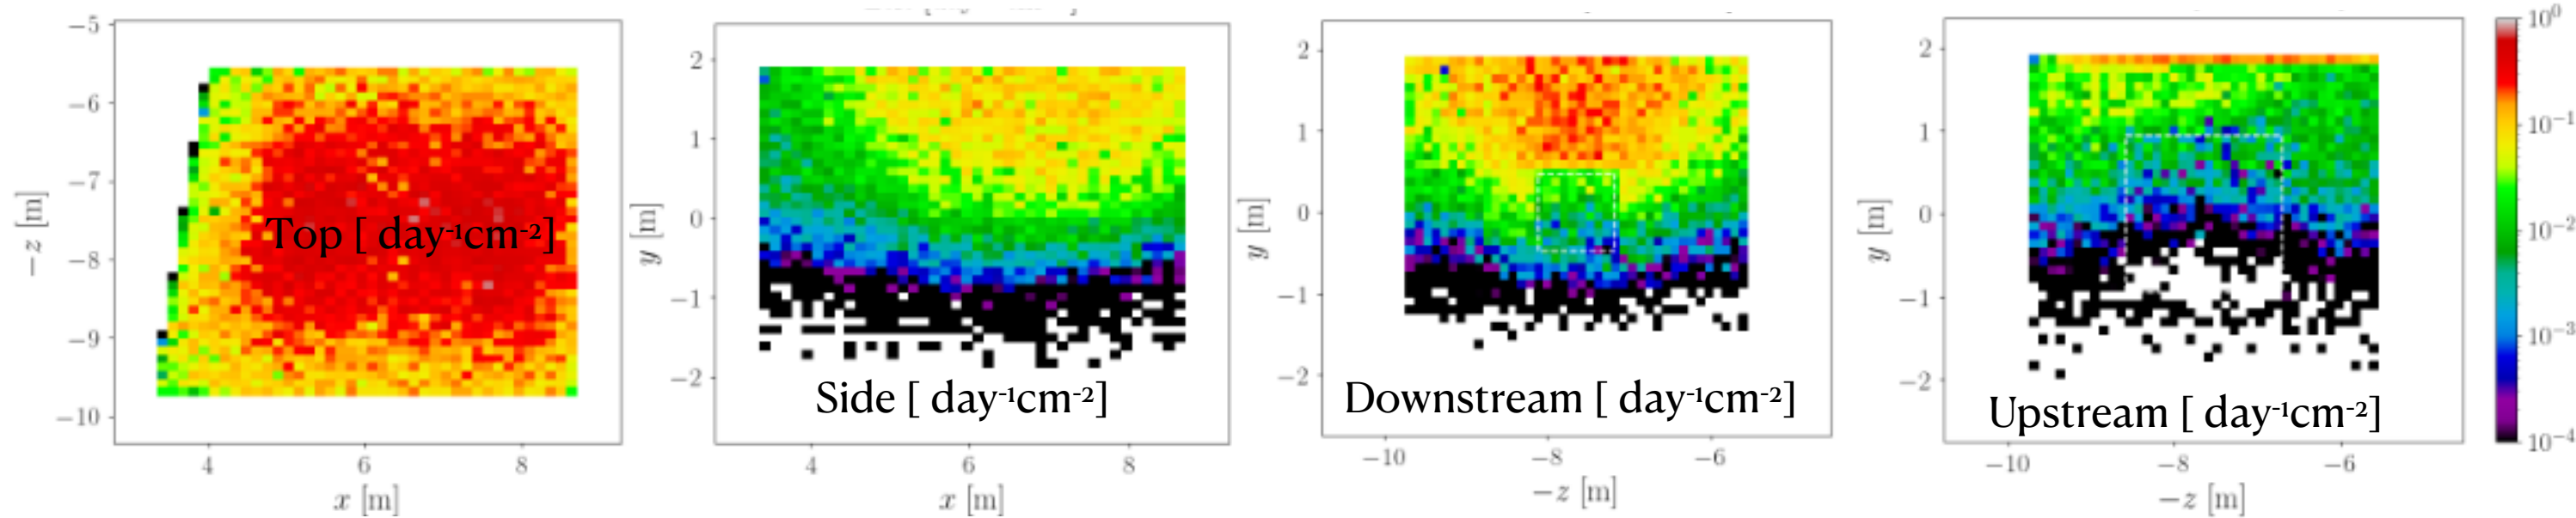 −5
−6
−7
−8
−9
−10
−z [m]
4 6 8
x [m]
Top [ day⁻¹cm⁻²]
2
1
0
−1
−2
y [m]
4 6 8
x [m]
Side [ day⁻¹cm⁻²]
2
1
0
−1
−2
y [m]
−10 −8 −6
−z [m]
Downstream [ day⁻¹cm⁻²]
2
1
0
−1
−2
y [m]
−10 −8 −6
−z [m]
Upstream [ day⁻¹cm⁻²]
10⁰
10⁻¹
10⁻²
10⁻³
10⁻⁴